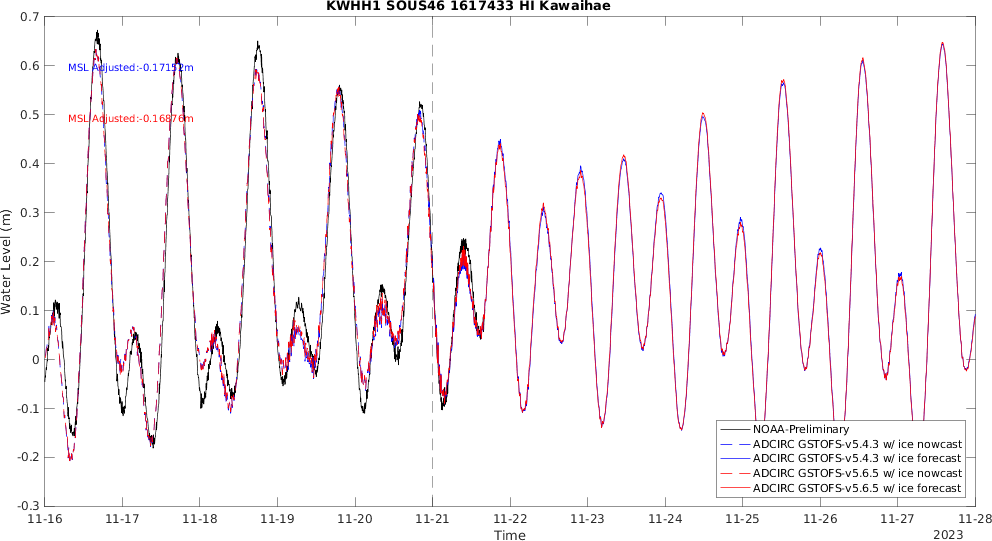 KWHH1 SOUS46 1617433 HI Kawaihae
0.7
0.6
0.5
0.4
0.3
0.2
0.1
0
-0.1
-0.2
-0.3
Water Level (m)
MSL Adjusted:-0.17152m
MSL Adjusted:-0.16876m
NOAA-Preliminary
ADCIRC GSTOFS-v5.4.3 w/ ice nowcast
ADCIRC GSTOFS-v5.4.3 w/ ice forecast
ADCIRC GSTOFS-v5.6.5 w/ ice nowcast
ADCIRC GSTOFS-v5.6.5 w/ ice forecast
11-16 11-17 11-18 11-19 11-20 11-21 11-22 11-23 11-24 11-25 11-26 11-27 11-28
Time
2023